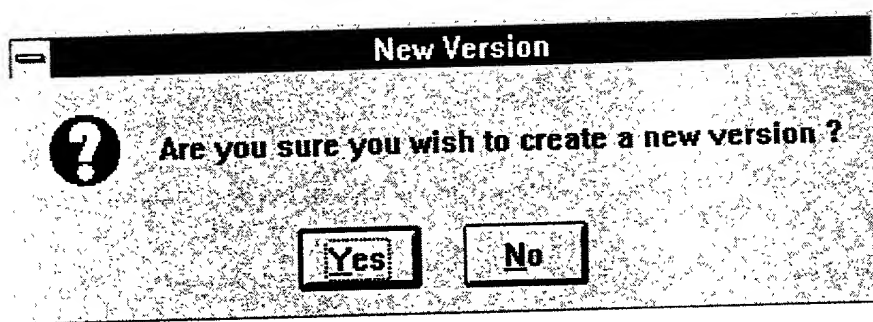 New Version
Are you sure you wish to create a new version ?
Yes
No